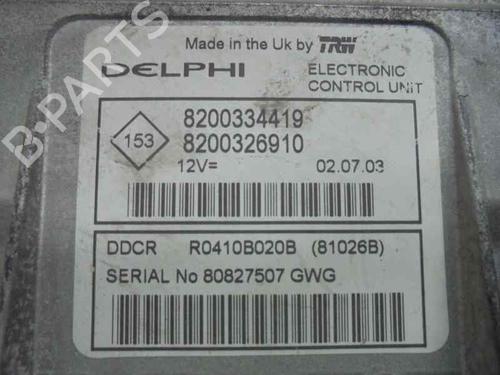 Made in the Uk by TRW
DELPHI
ELECTRONIC
CONTROL UNIT
153
8200334419
8200326910
12V= 02.07.03
DDCR R0410B020B (81026B)
SERIAL No 80827507 GWG
B-PARTS